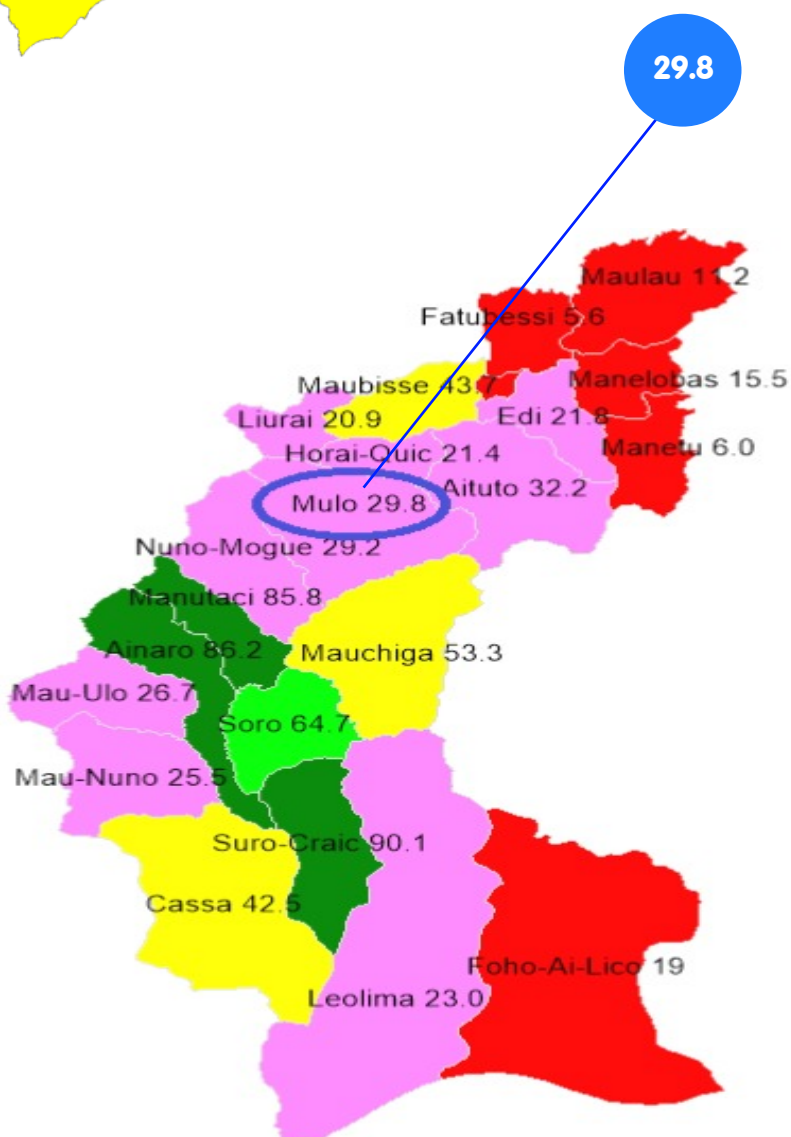 29.8
Maulau 11.2
Fatubessi 5.6
Manelobas 15.5
Maubisse 43.7
Edi 21.8
Liurai 20.9
Manetu 6.0
Horai-Quic 21.4
Aituto 32.2
Mulo 29.8
Nuno-Mogue 29.2
Manutaci 85.8
Ainaro 86.2
Mauchiga 53.3
Mau-Ulo 26.7
Soro 64.7
Mau-Nuno 25.5
Suro-Craic 90.1
Cassa 42.5
Foho-Ai-Lico 19
Leolima 23.0